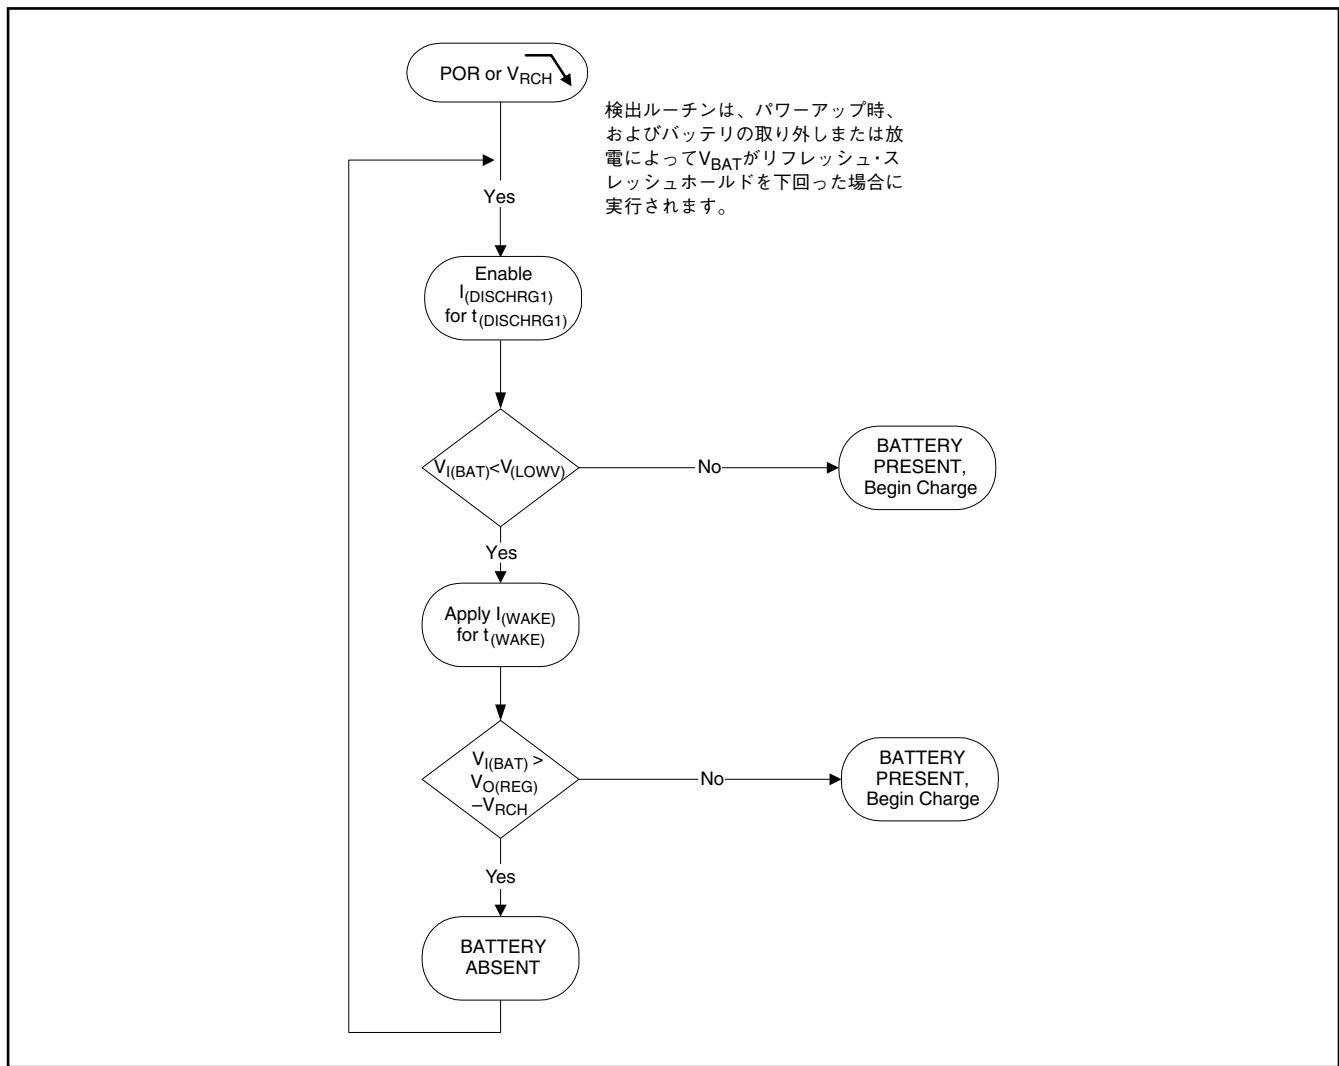 POR or VRCH
検出ルーチンは、パワーアップ時、
およびバッテリの取り外しまたは放
電によってVBATがリフレッシュ・ス
レッシュホールドを下回った場合に
実行されます。
Yes
Enable
I(DISCHRG1)
for t(DISCHRG1)
VI(BAT)<V(LOWV)
No
BATTERY
PRESENT,
Begin Charge
Yes
Apply I(WAKE)
for t(WAKE)
VI(BAT) >
VO(REG)
–VRCH
No
BATTERY
PRESENT,
Begin Charge
Yes
BATTERY
ABSENT